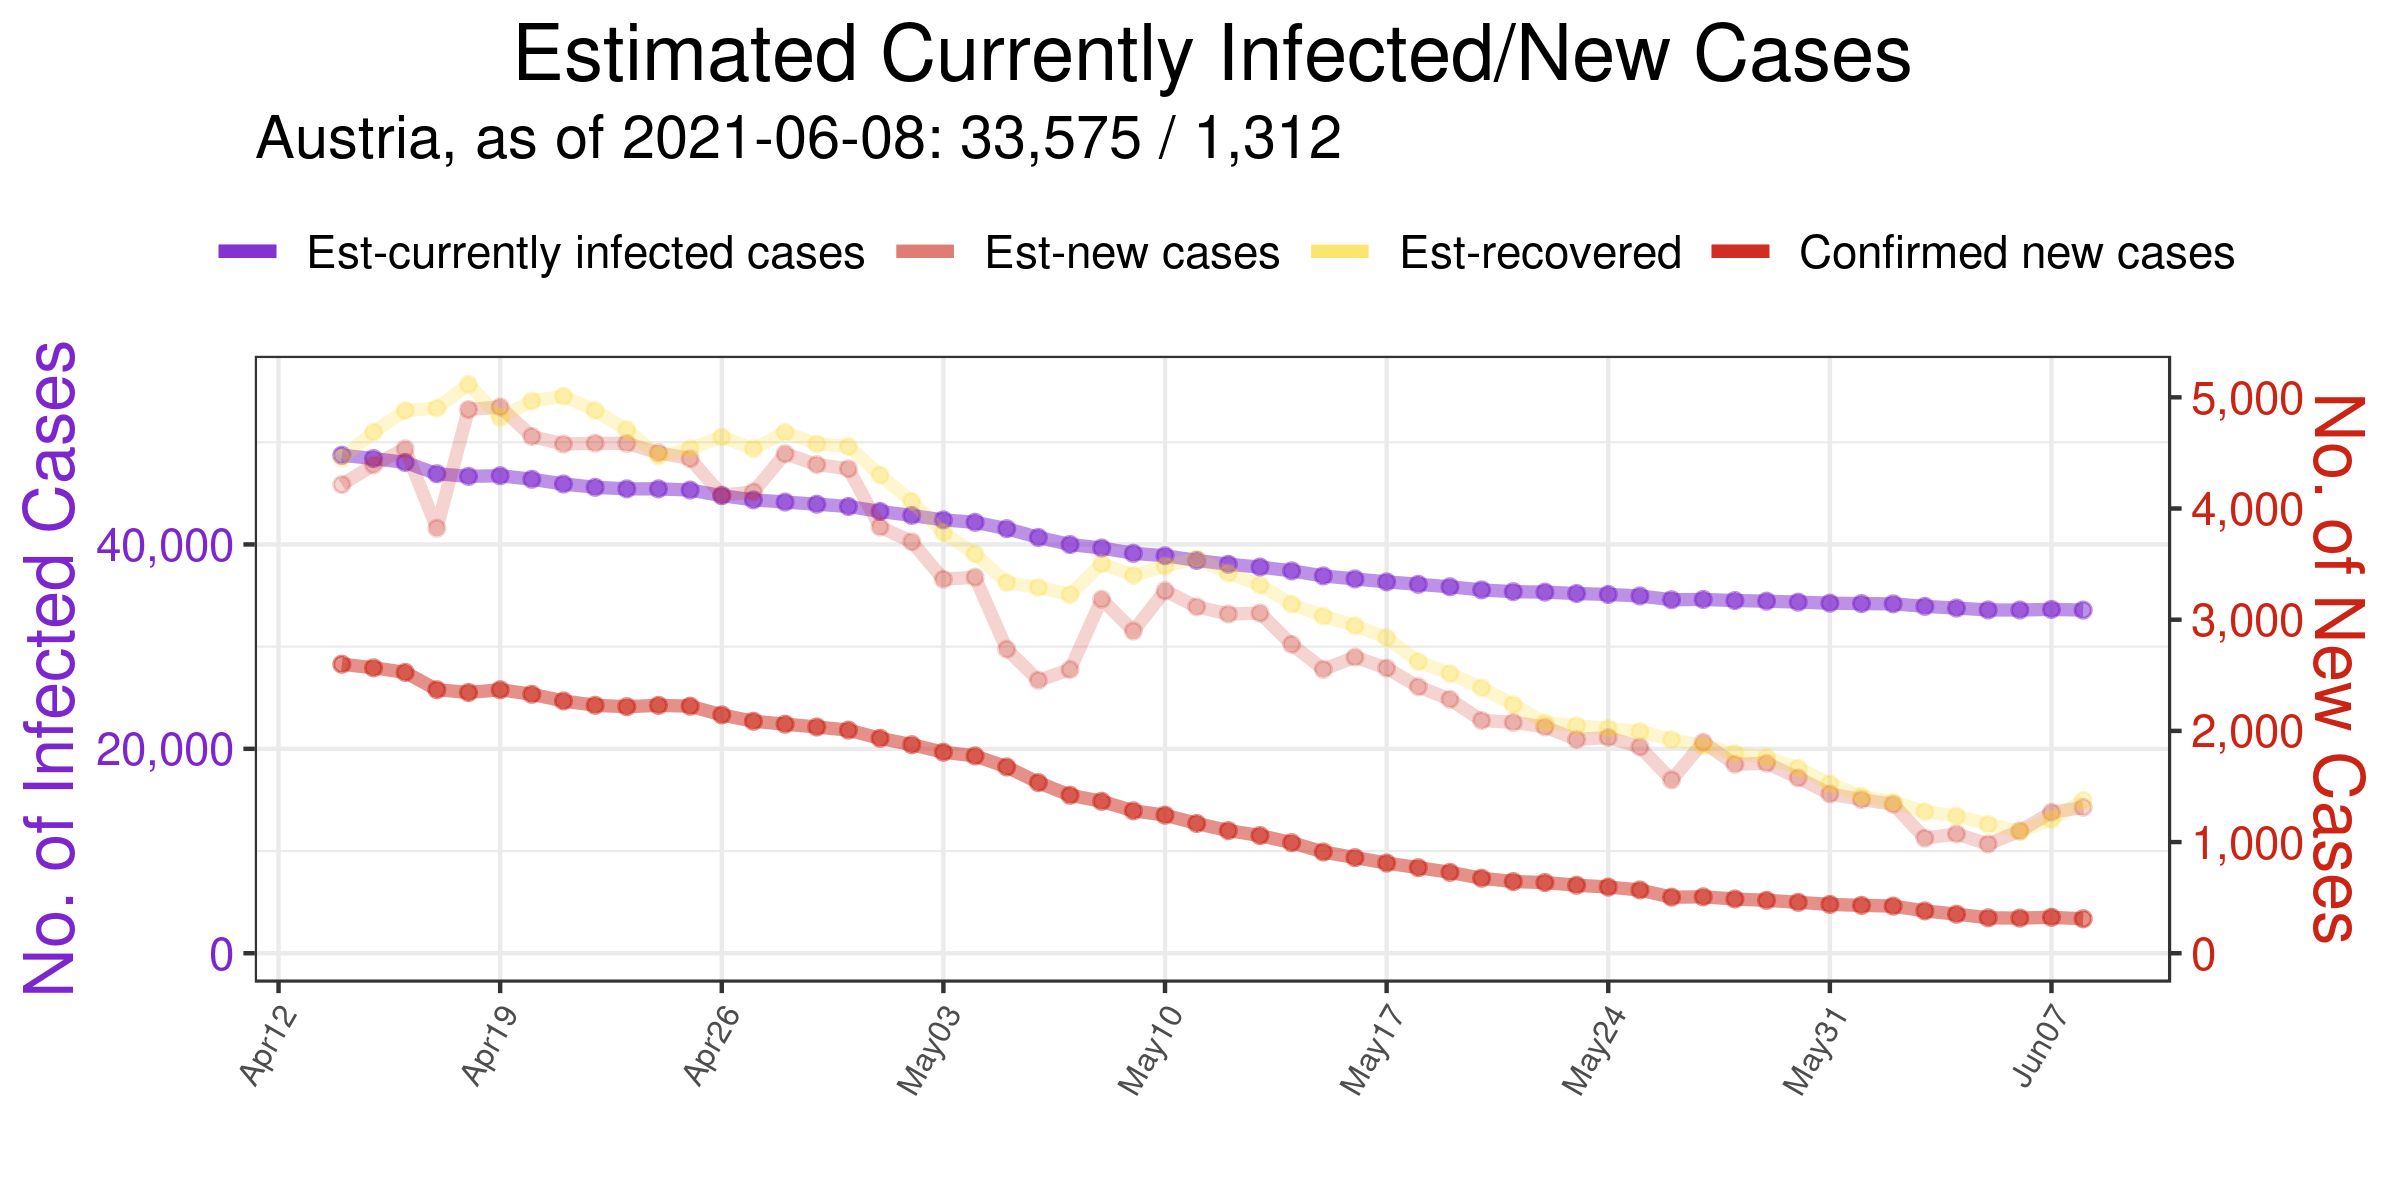 Estimated Currently Infected/New Cases
Austria, as of 2021-06-08: 33,575 / 1,312
Est-currently infected cases Est-new cases Est-recovered Confirmed new cases
No. of Infected Cases
40,000
20,000
0
5,000
4,000
3,000
2,000
1,000
0
No. of New Cases
Apr12 Apr19 Apr26 May03 May10 May17 May24 May31 Jun07